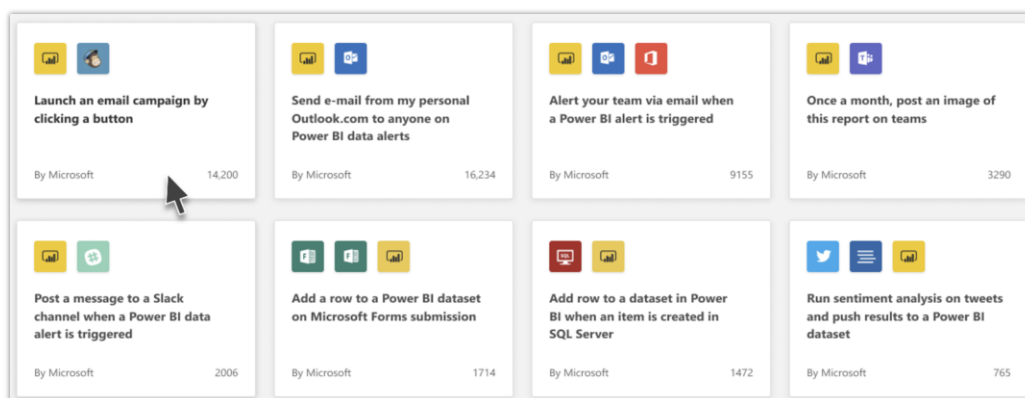 Launch an email campaign by
clicking a button
By Microsoft 14,200
Send e-mail from my personal
Outlook.com to anyone on
Power BI data alerts
By Microsoft 16,234
Alert your team via email when
a Power BI alert is triggered
By Microsoft 9155
Once a month, post an image of
this report on teams
By Microsoft 3290
Post a message to a Slack
channel when a Power BI data
alert is triggered
By Microsoft 2006
Add a row to a Power BI dataset
on Microsoft Forms submission
By Microsoft 1714
SQL
Add row to a dataset in Power
BI when an item is created in
SQL Server
By Microsoft 1472
Run sentiment analysis on tweets
and push results to a Power BI
dataset
By Microsoft 765